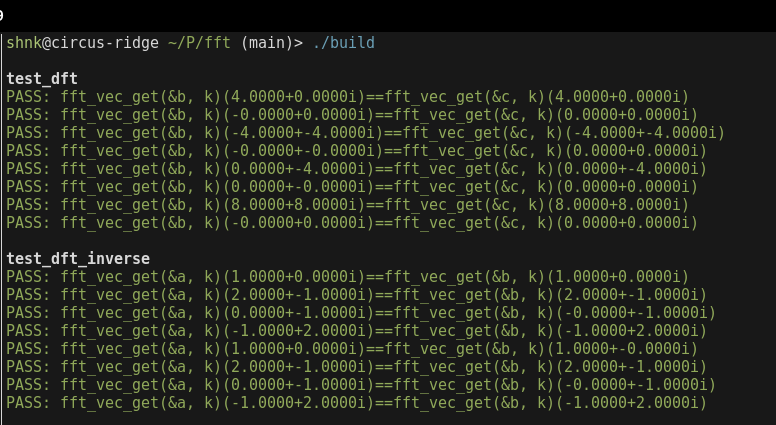 shnk@circus-ridge ~/P/fft (main)> ./build
test_dft
PASS: fft_vec_get(&b, k)(4.0000+0.0000i)==fft_vec_get(&c, k)(4.0000+0.0000i)
PASS: fft_vec_get(&b, k)(-0.0000+0.0000i)==fft_vec_get(&c, k)(0.0000+0.0000i)
PASS: fft_vec_get(&b, k)(-4.0000+-4.0000i)==fft_vec_get(&c, k)(-4.0000+-4.0000i)
PASS: fft_vec_get(&b, k)(-0.0000+-0.0000i)==fft_vec_get(&c, k)(0.0000+0.0000i)
PASS: fft_vec_get(&b, k)(0.0000+-4.0000i)==fft_vec_get(&c, k)(0.0000+-4.0000i)
PASS: fft_vec_get(&b, k)(0.0000+-0.0000i)==fft_vec_get(&c, k)(0.0000+0.0000i)
PASS: fft_vec_get(&b, k)(8.0000+8.0000i)==fft_vec_get(&c, k)(8.0000+8.0000i)
PASS: fft_vec_get(&b, k)(-0.0000+0.0000i)==fft_vec_get(&c, k)(0.0000+0.0000i)
test_dft_inverse
PASS: fft_vec_get(&a, k)(1.0000+0.0000i)==fft_vec_get(&b, k)(1.0000+0.0000i)
PASS: fft_vec_get(&a, k)(2.0000+-1.0000i)==fft_vec_get(&b, k)(2.0000+-1.0000i)
PASS: fft_vec_get(&a, k)(0.0000+-1.0000i)==fft_vec_get(&b, k)(-0.0000+-1.0000i)
PASS: fft_vec_get(&a, k)(-1.0000+2.0000i)==fft_vec_get(&b, k)(-1.0000+2.0000i)
PASS: fft_vec_get(&a, k)(1.0000+0.0000i)==fft_vec_get(&b, k)(1.0000+-0.0000i)
PASS: fft_vec_get(&a, k)(2.0000+-1.0000i)==fft_vec_get(&b, k)(2.0000+-1.0000i)
PASS: fft_vec_get(&a, k)(0.0000+-1.0000i)==fft_vec_get(&b, k)(-0.0000+-1.0000i)
PASS: fft_vec_get(&a, k)(-1.0000+2.0000i)==fft_vec_get(&b, k)(-1.0000+2.0000i)